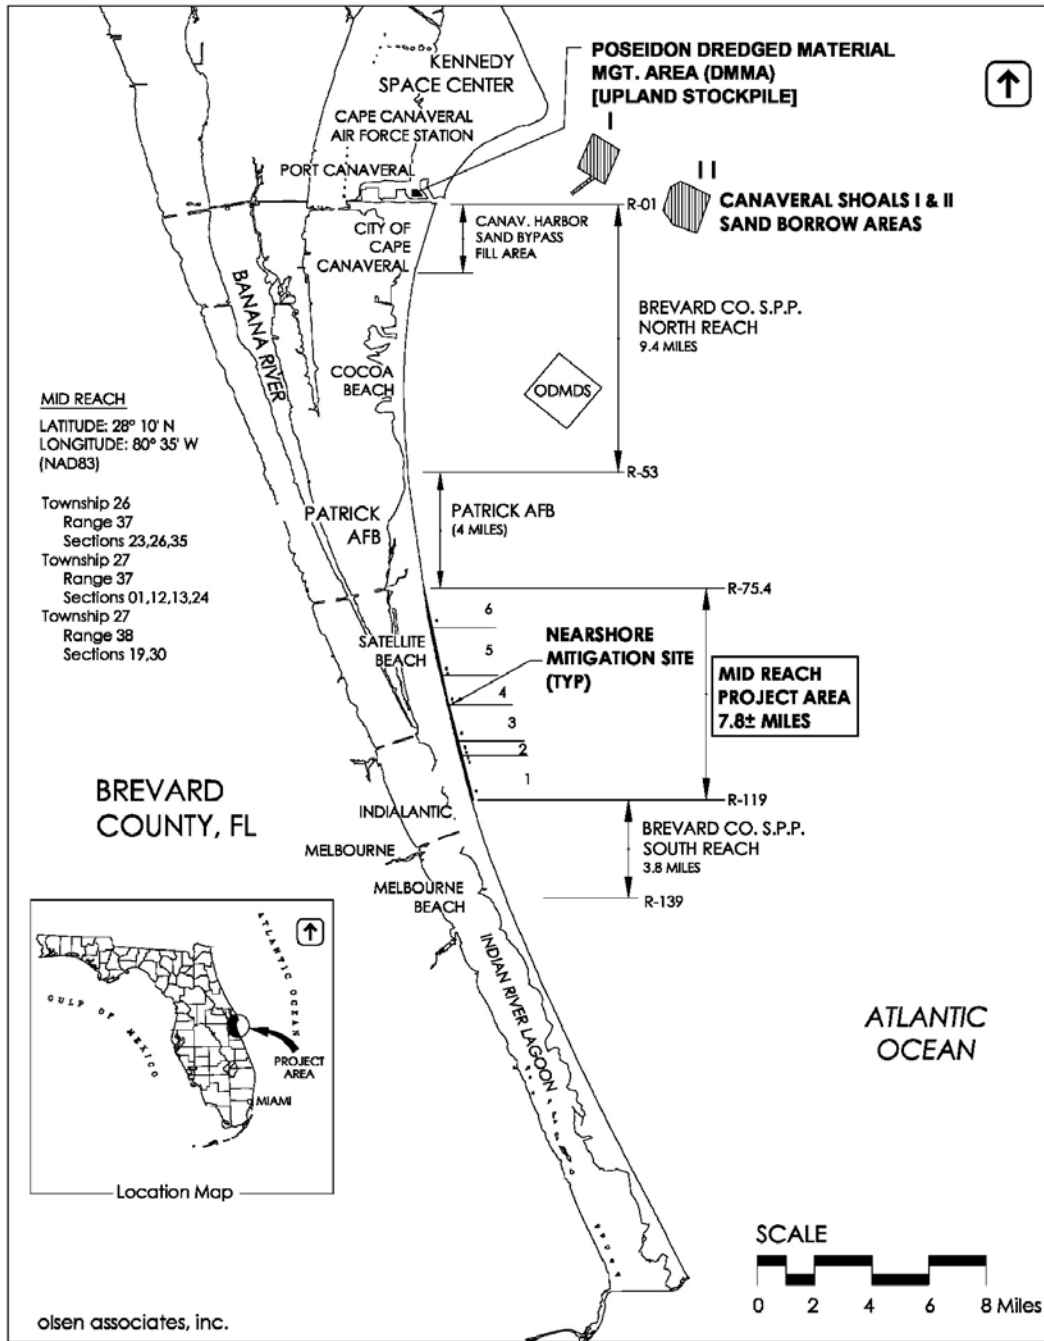 KENNEDY
SPACE CENTER
CAPE CANAVERAL
AIR FORCE STATION
PORT CANAVERAL
POSEIDON DREDGED MATERIAL
MGT. AREA (DMMA)
[UPLAND STOCKPILE]
I
II
R-01
CANAVERAL SHOALS I & II
SAND BORROW AREAS
CITY OF
CAPE
CANAVERAL
CANAV. HARBOR
SAND BYPASS
FILL AREA
BANANA RIVER
BREVARD CO. S.P.P.
NORTH REACH
9.4 MILES
COCOA
BEACH
ODMDS
MID REACH
LATITUDE: 28° 10' N
LONGITUDE: 80° 35' W
(NAD83)
Township 26
Range 37
Sections 23,26,35
Township 27
Range 37
Sections 01,12,13,24
Township 27
Range 38
Sections 19,30
R-53
PATRICK
AFB
PATRICK AFB
(4 MILES)
R-75.4
6
5
4
3
2
1
SATELLITE
BEACH
NEARSHORE
MITIGATION SITE
(TYP)
MID REACH
PROJECT AREA
7.8± MILES
R-119
BREVARD
COUNTY, FL
INDIALANTIC
MELBOURNE
MELBOURNE
BEACH
BREVARD CO. S.P.P.
SOUTH REACH
3.8 MILES
R-139
INDIAN RIVER LAGOON
ATLANTIC
OCEAN
ATLANTIC OCEAN
GULF OF MEXICO
PROJECT
AREA
MIAMI
Location Map
SCALE
0 2 4 6 8 Miles
olsen associates, inc.